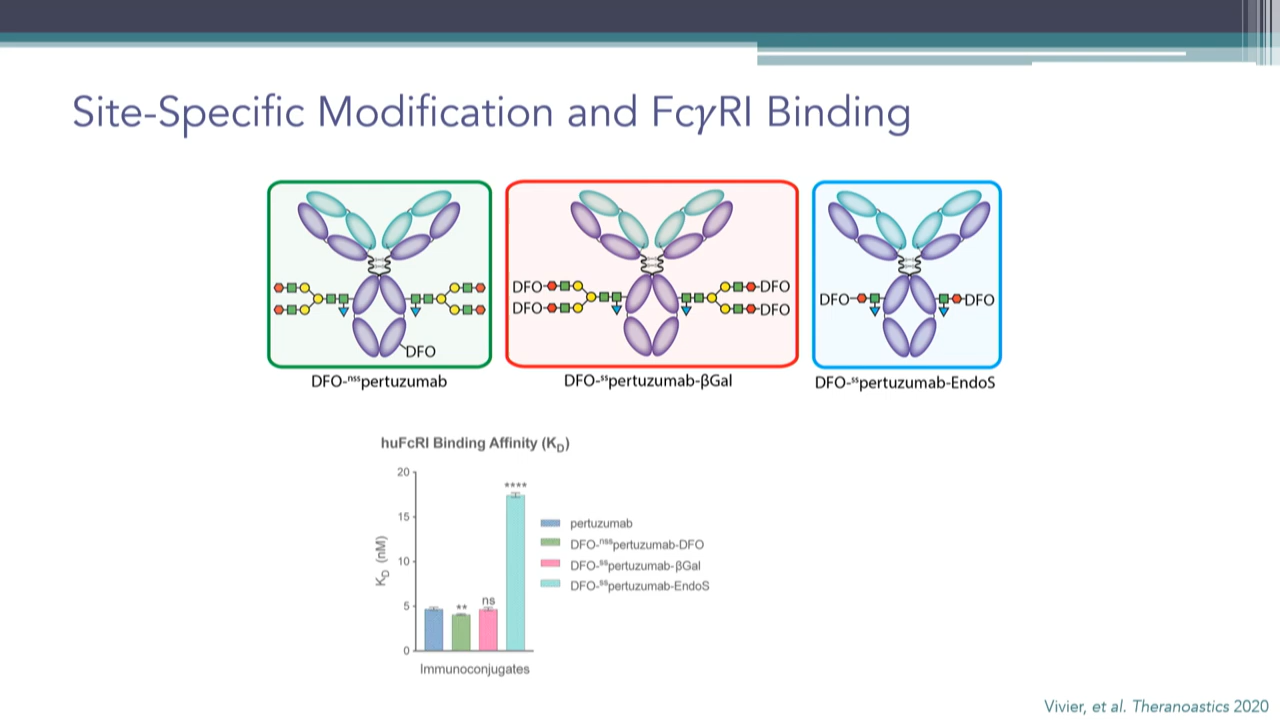 Site-Specific Modification and FcγRI Binding
DFO
DFO-ⁿˢˢpertuzumab
DFO DFO
DFO DFO
DFO-ˢˢpertuzumab-βGal
DFO DFO
DFO-ˢˢpertuzumab-EndoS
huFcRI Binding Affinity (K_D)
K_D (nM)
20
15
10
5
0
**
ns
****
Immunoconjugates
pertuzumab
DFO-ⁿˢˢpertuzumab-DFO
DFO-ˢˢpertuzumab-βGal
DFO-ˢˢpertuzumab-EndoS
Vivier, et al. Theranoastics 2020